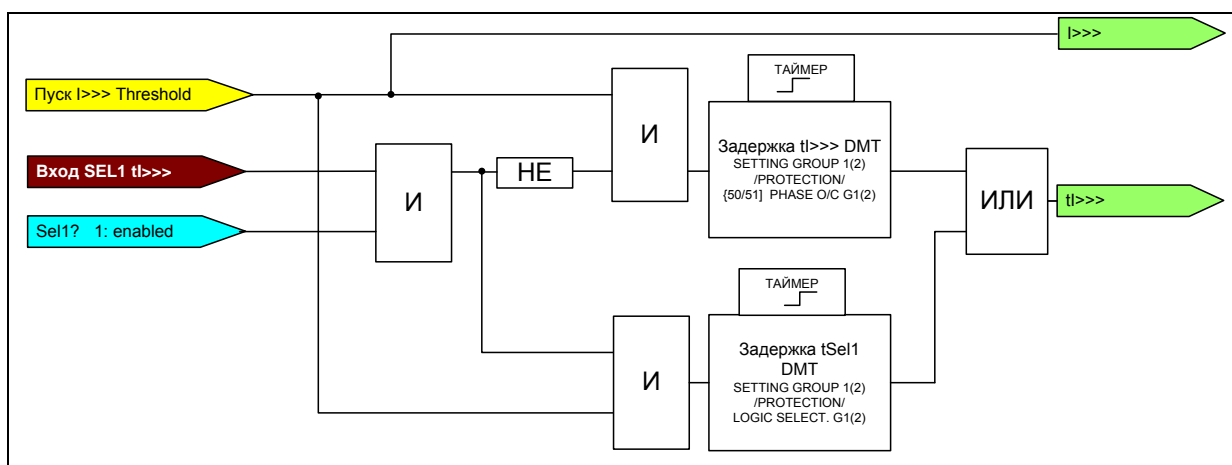 I>>>
ТАЙМЕР
Пуск I>>> Threshold
И
Задержка tI>>> DMT
SETTING GROUP 1(2)
/PROTECTION/
{50/51] PHASE O/C G1(2)
Вход SEL1 tI>>>
НЕ
И
ИЛИ
tI>>>
Sel1? 1: enabled
ТАЙМЕР
И
Задержка tSel1
DMT
SETTING GROUP 1(2)
/PROTECTION/
LOGIC SELECT. G1(2)